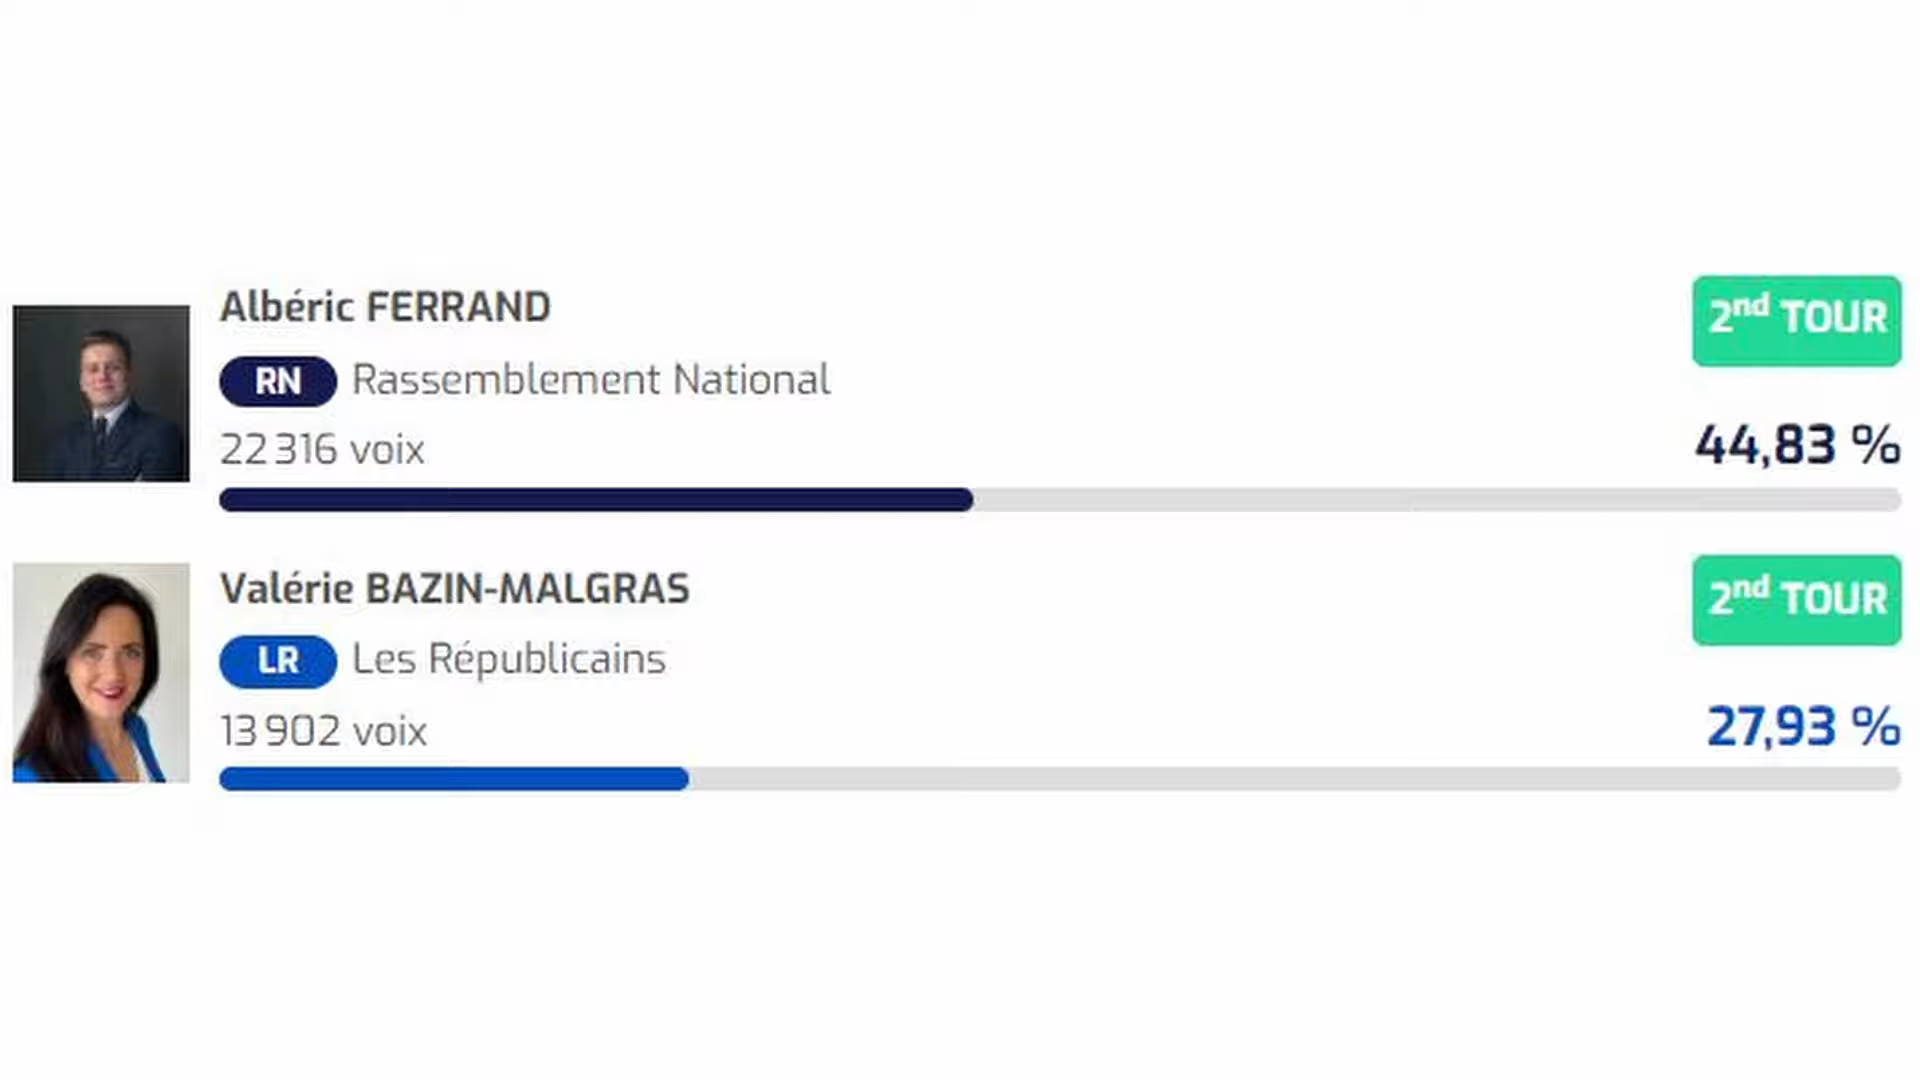 Albéric FERRAND
2nd TOUR
RN Rassemblement National
22 316 voix
44,83 %
Valérie BAZIN-MALGRAS
2nd TOUR
LR Les Républicains
13 902 voix
27,93 %